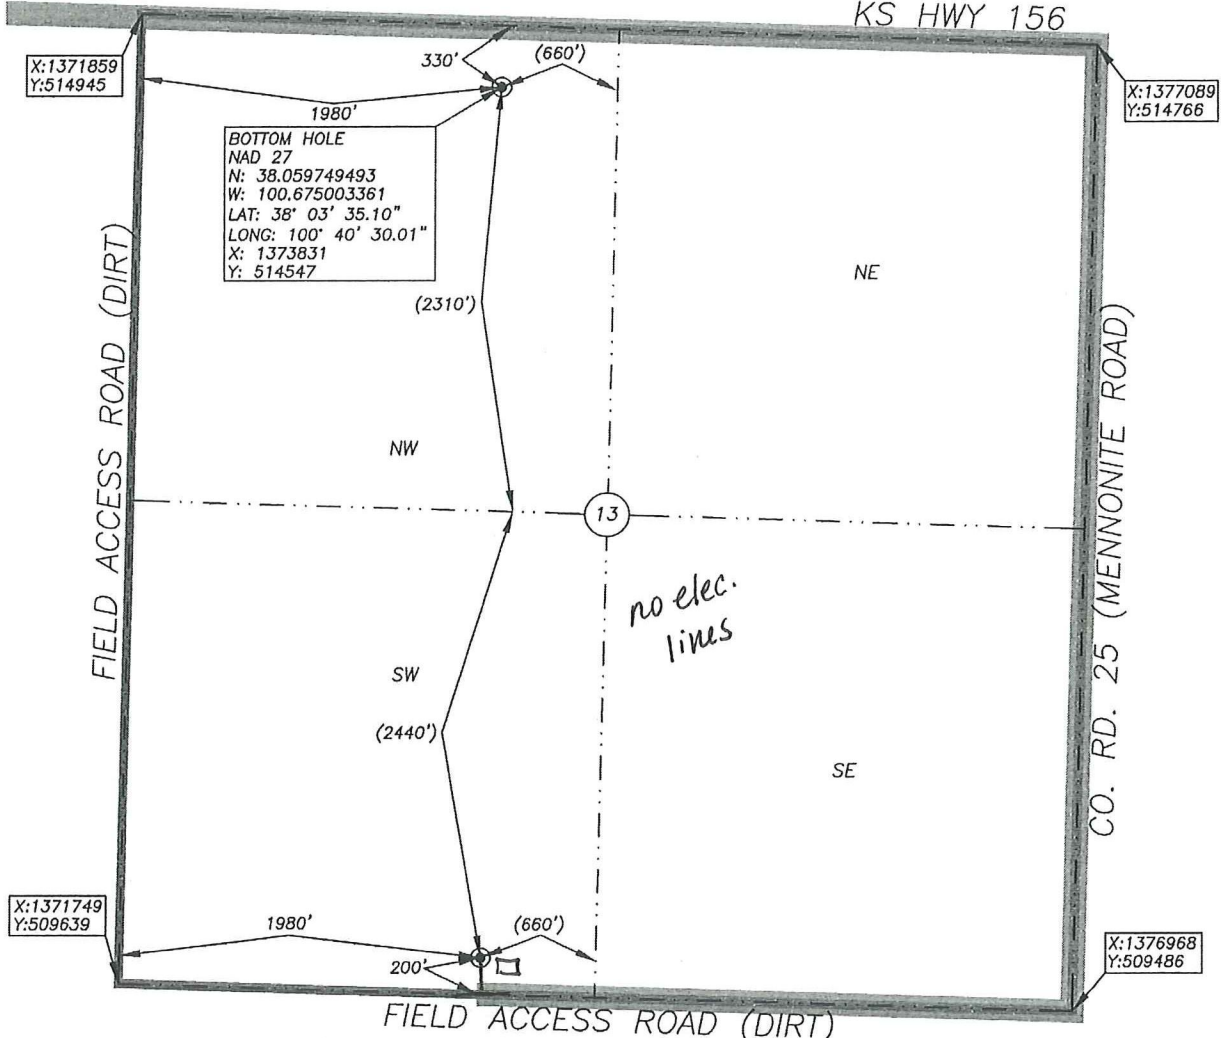 KS HWY 156
X:1371859
Y:514945
330'
(660')
X:1377089
Y:514766
1980'
BOTTOM HOLE
NAD 27
N: 38.059749493
W: 100.675003361
LAT: 38° 03' 35.10"
LONG: 100° 40' 30.01"
X: 1373831
Y: 514547
(2310')
NE
NW
FIELD ACCESS ROAD (DIRT)
CO. RD. 25 (MENNONITE ROAD)
13
no elec.
lines
SW
(2440')
SE
X:1371749
Y:509639
1980'
(660')
200'
X:1376968
Y:509486
FIELD ACCESS ROAD (DIRT)